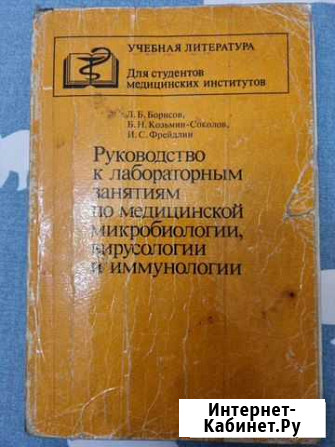 УЧЕБНАЯ ЛИТЕРАТУРА
Для студентов
медицинских институтов
Л.Б.Борисов,
Б.Н.Козьмин-Соколов,
И.С.Фрейдлин
Руководство
к лабораторным
занятиям
по медицинской
микробиологии,
вирусологии
и иммунологии
Интернет-
Кабинет.Ру